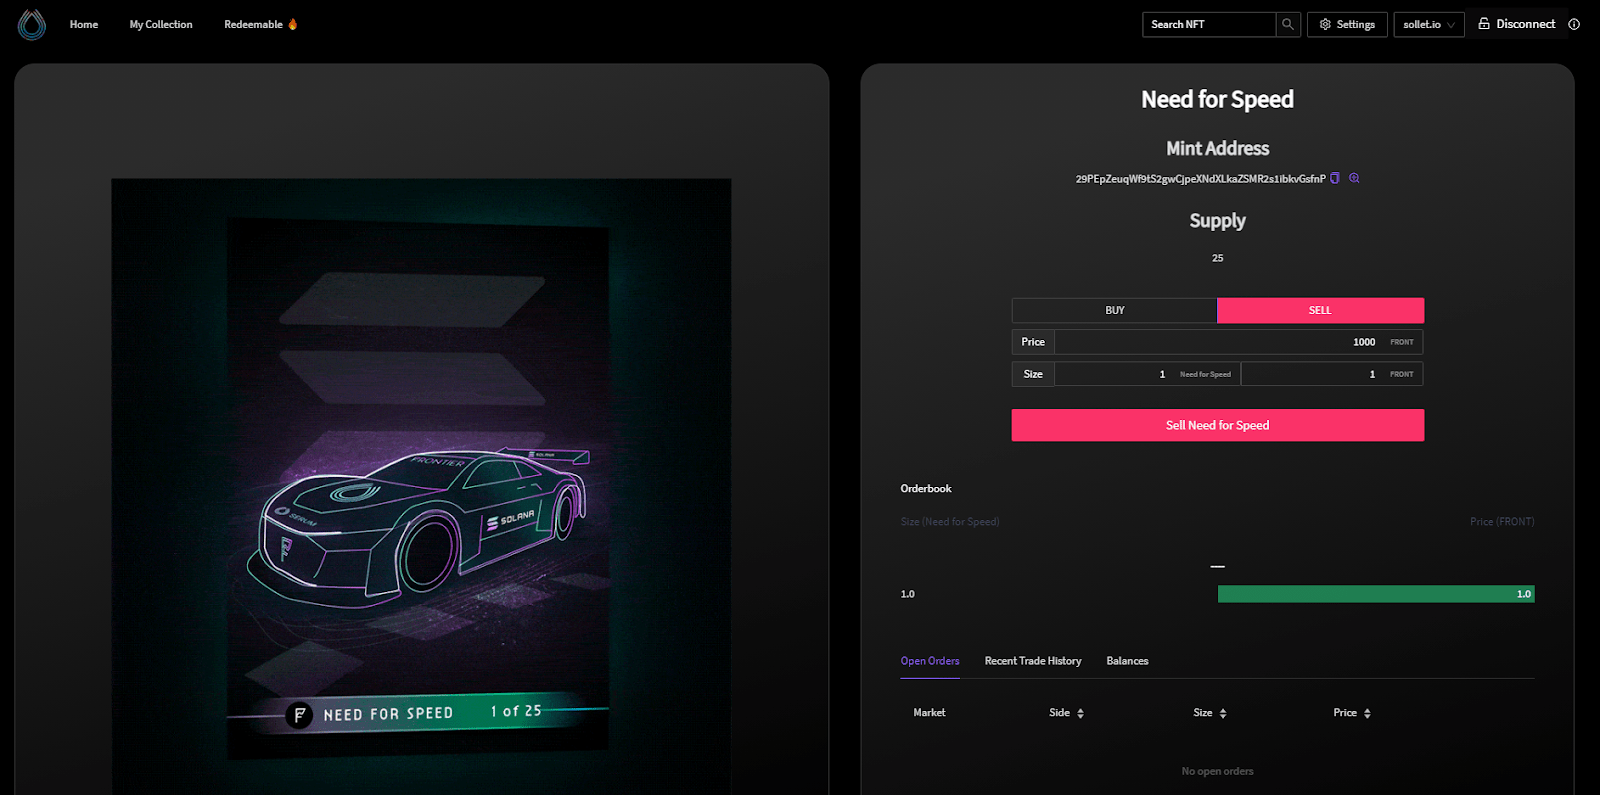 Home
My Collection
Redeemable
Search NFT
Settings
sollet.io
Disconnect
FRONTIER
SOLANA
SERUM
SOLANA
NEED FOR SPEED 1 of 25
Need for Speed
Mint Address
29PEpZeuqWf9tS2gwCjpeXNdXLkaZSMR2s1ibkvGsfnP
Supply
25
BUY
SELL
Price 1000 FRONT
Size 1 Need for Speed 1 FRONT
Sell Need for Speed
Orderbook
Size (Need for Speed) Price (FRONT)
1.0 1.0
Open Orders Recent Trade History Balances
Market Side Size Price
No open orders